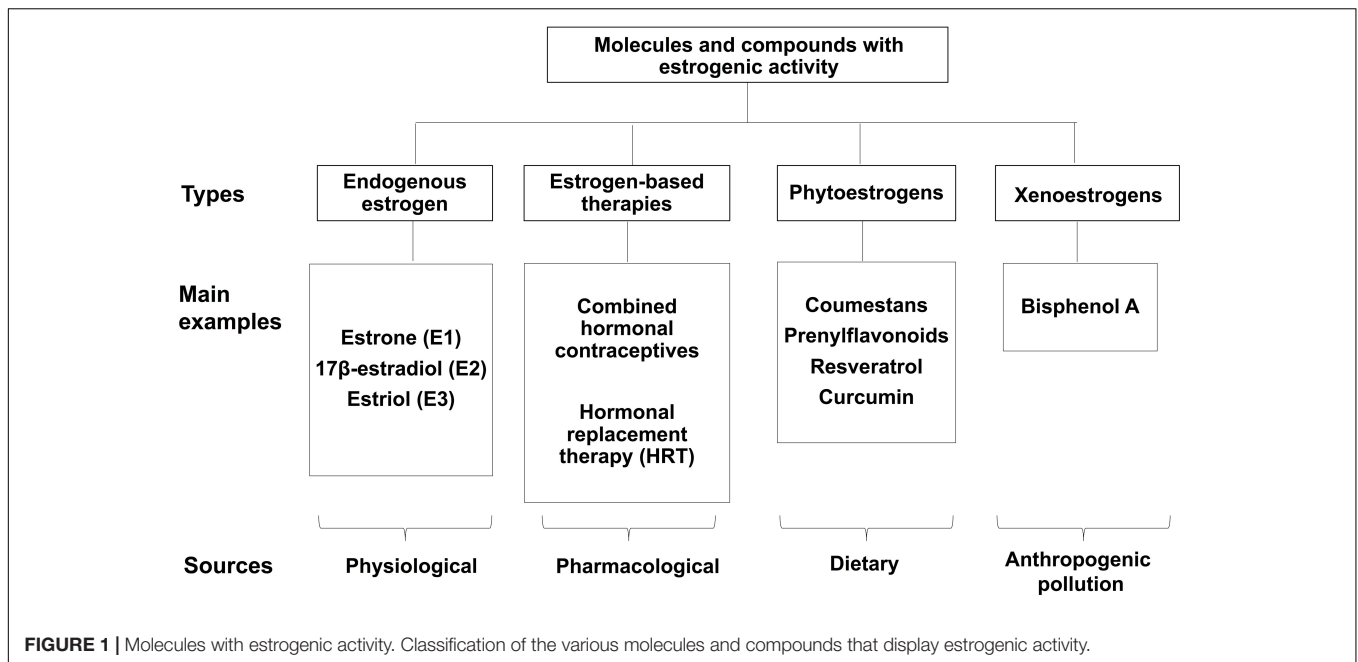 Molecules and compounds with
estrogenic activity
Types
Endogenous
estrogen
Estrogen-based
therapies
Phytoestrogens
Xenoestrogens
Main
examples
Estrone (E1)
17β-estradiol (E2)
Estriol (E3)
Combined
hormonal
contraceptives
Hormonal
replacement
therapy (HRT)
Coumestans
Prenylflavonoids
Resveratrol
Curcumin
Bisphenol A
Sources
Physiological
Pharmacological
Dietary
Anthropogenic
pollution
FIGURE 1 | Molecules with estrogenic activity. Classification of the various molecules and compounds that display estrogenic activity.